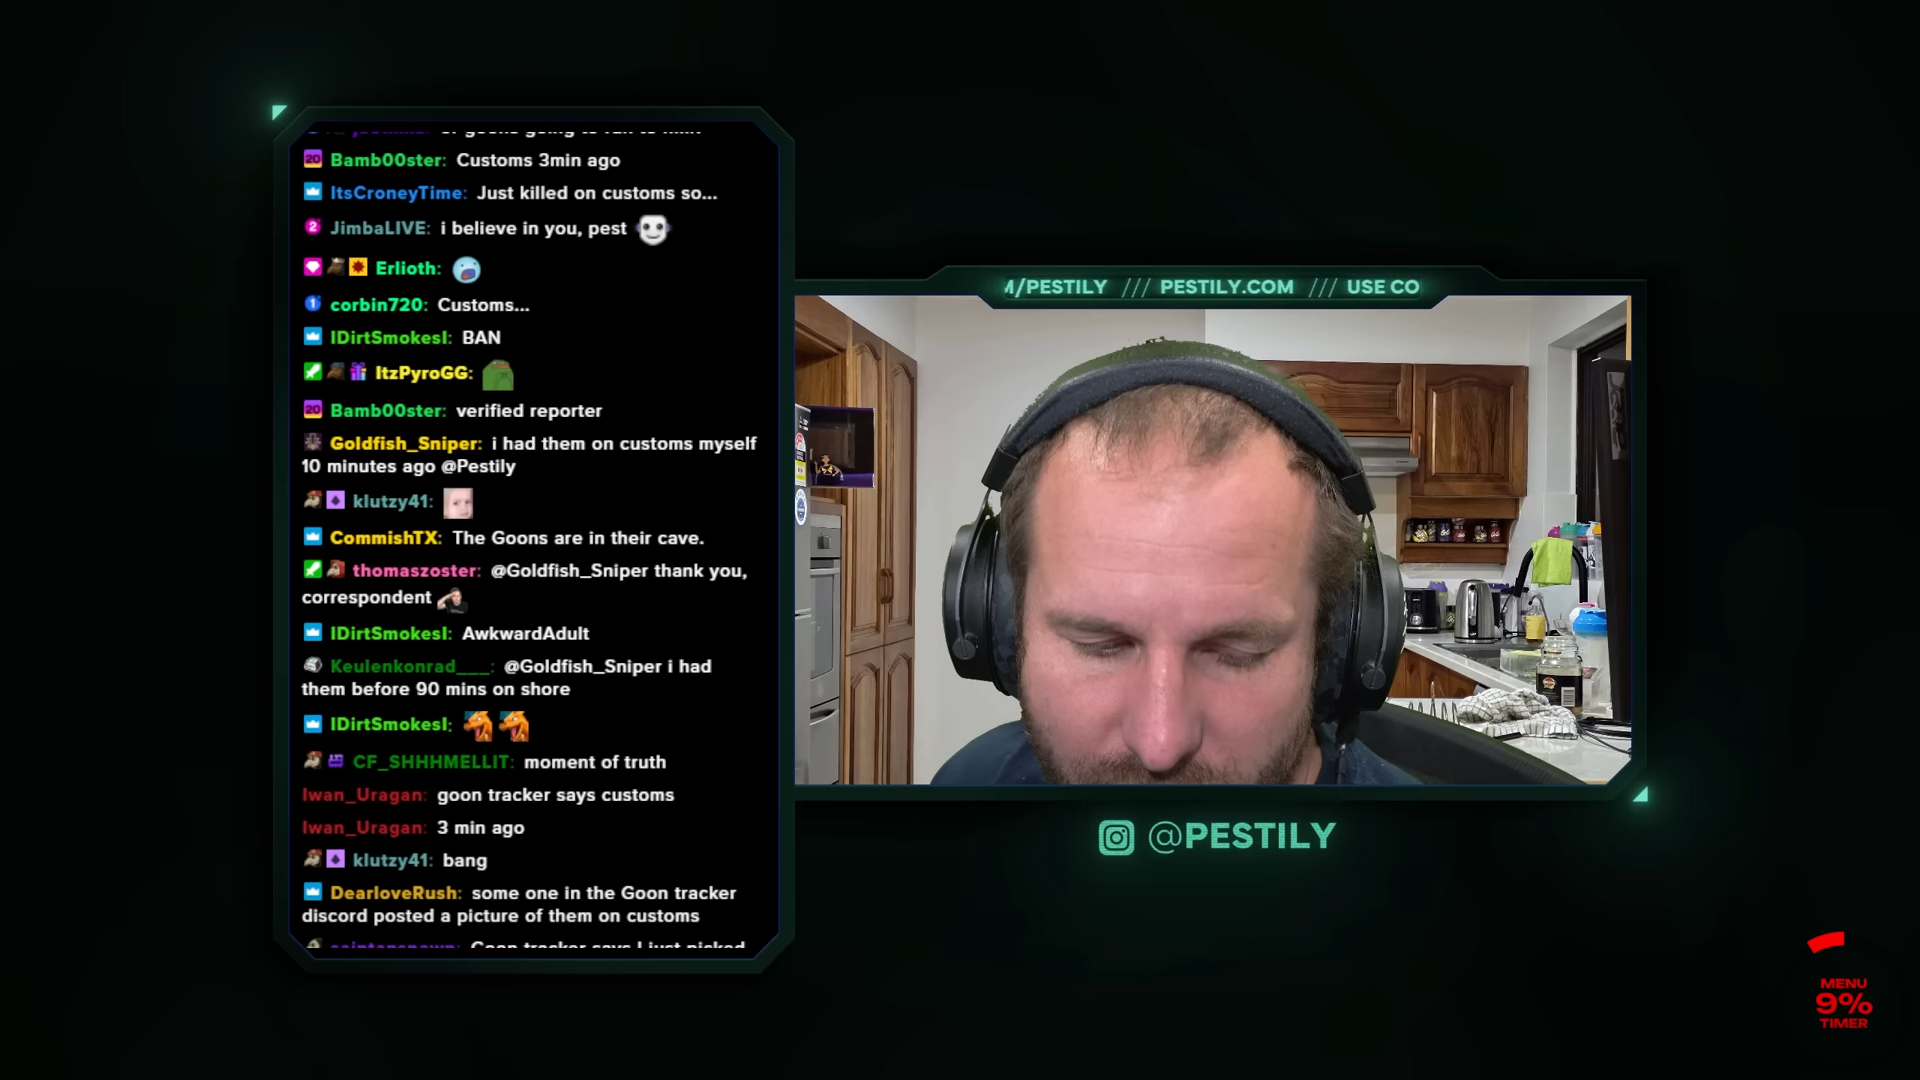 Bamb00ster: Customs 3min ago
ItsCroneyTime: Just killed on customs so...
JimbaLIVE: i believe in you, pest
Erlioth:
corbin720: Customs...
IDirtSmokesI: BAN
ItzPyroGG:
Bamb00ster: verified reporter
Goldfish_Sniper: i had them on customs myself
10 minutes ago @Pestily
klutzy41:
CommishTX: The Goons are in their cave.
thomaszoster: @Goldfish_Sniper thank you,
correspondent
IDirtSmokesI: AwkwardAdult
Keulenkonrad___: @Goldfish_Sniper i had
them before 90 mins on shore
IDirtSmokesI:
CF_SHHHMELLIT: moment of truth
Iwan_Uragan: goon tracker says customs
Iwan_Uragan: 3 min ago
klutzy41: bang
DearloveRush: some one in the Goon tracker
discord posted a picture of them on customs
Goon tracker says I just picked
/PESTILY /// PESTILY.COM /// USE CO
@PESTILY
MENU
9%
TIMER